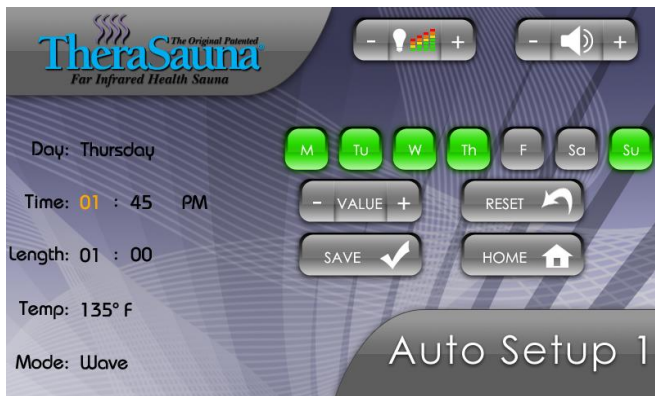 The Original Patented
TheraSauna®
Far Infrared Health Sauna
- +
- +
Day: Thursday
M Tu W Th F Sa Su
Time: 01 : 45 PM
- VALUE +
RESET
Length: 01 : 00
SAVE
HOME
Temp: 135° F
Mode: Wave
Auto Setup 1